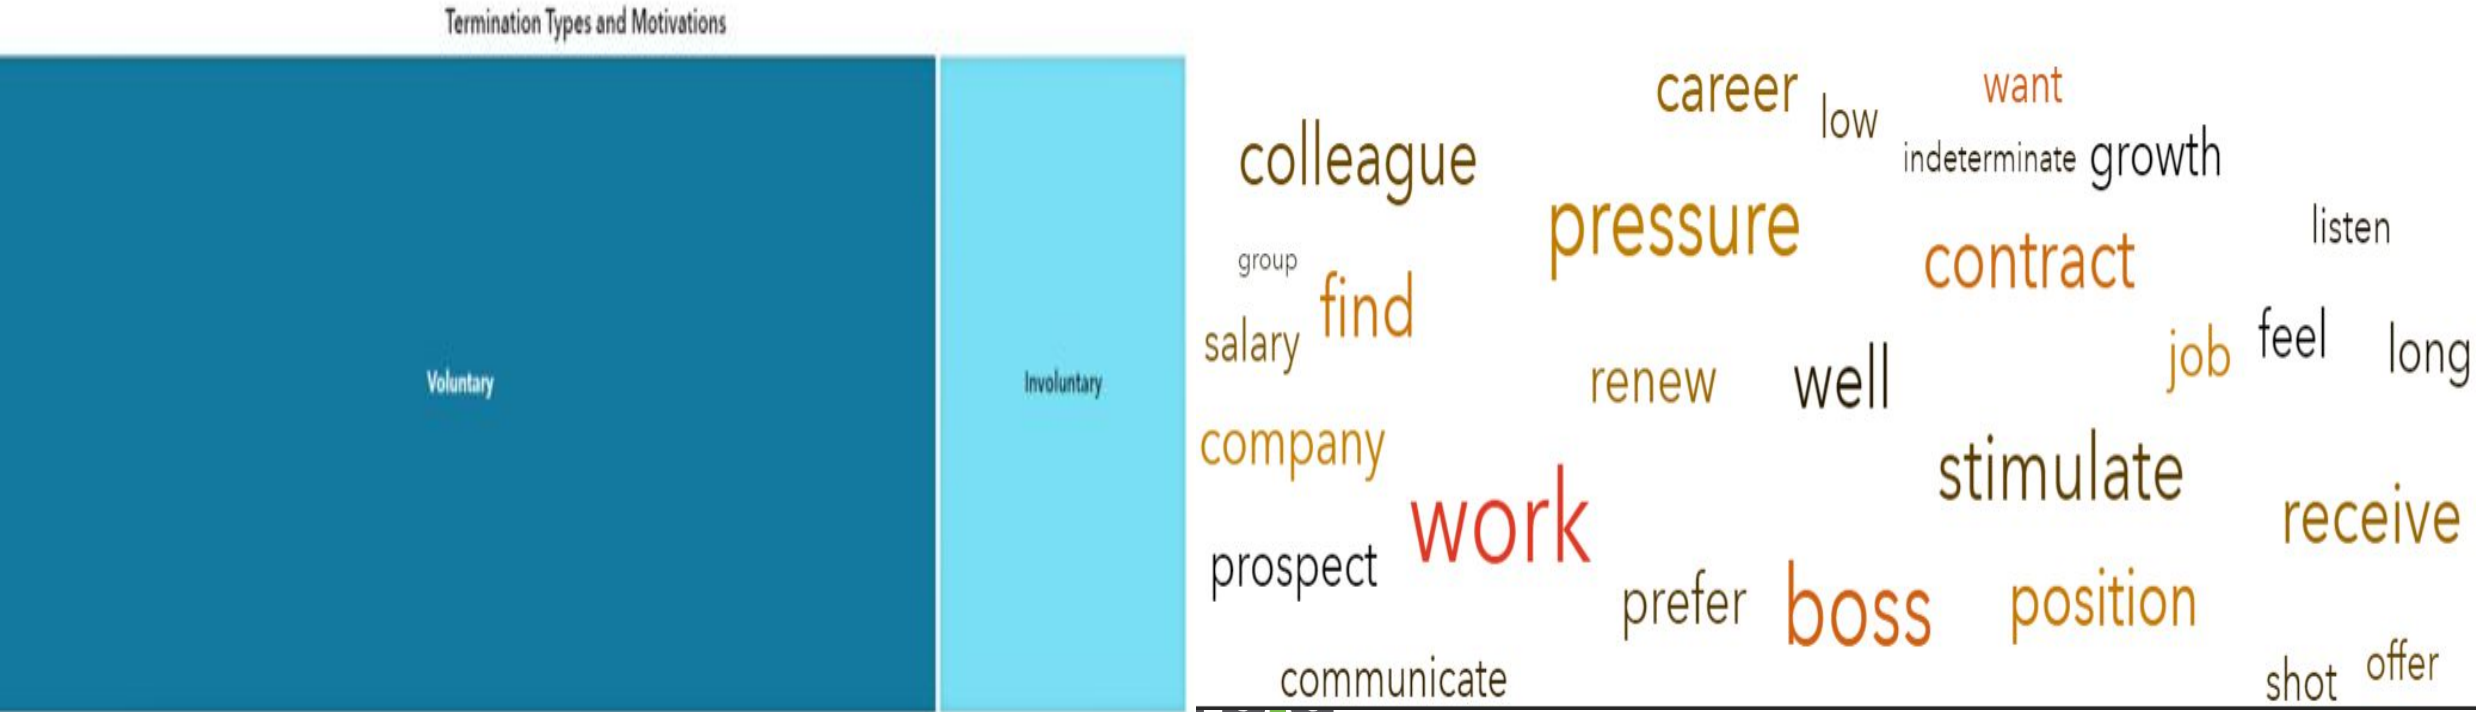 Termination Types and Motivations
Voluntary
Involuntary
career
want
low
colleague
indeterminate
growth
pressure
listen
contract
group
find
salary
feel
job
long
renew
well
company
stimulate
work
receive
prospect
prefer
boss
position
communicate
offer
shot